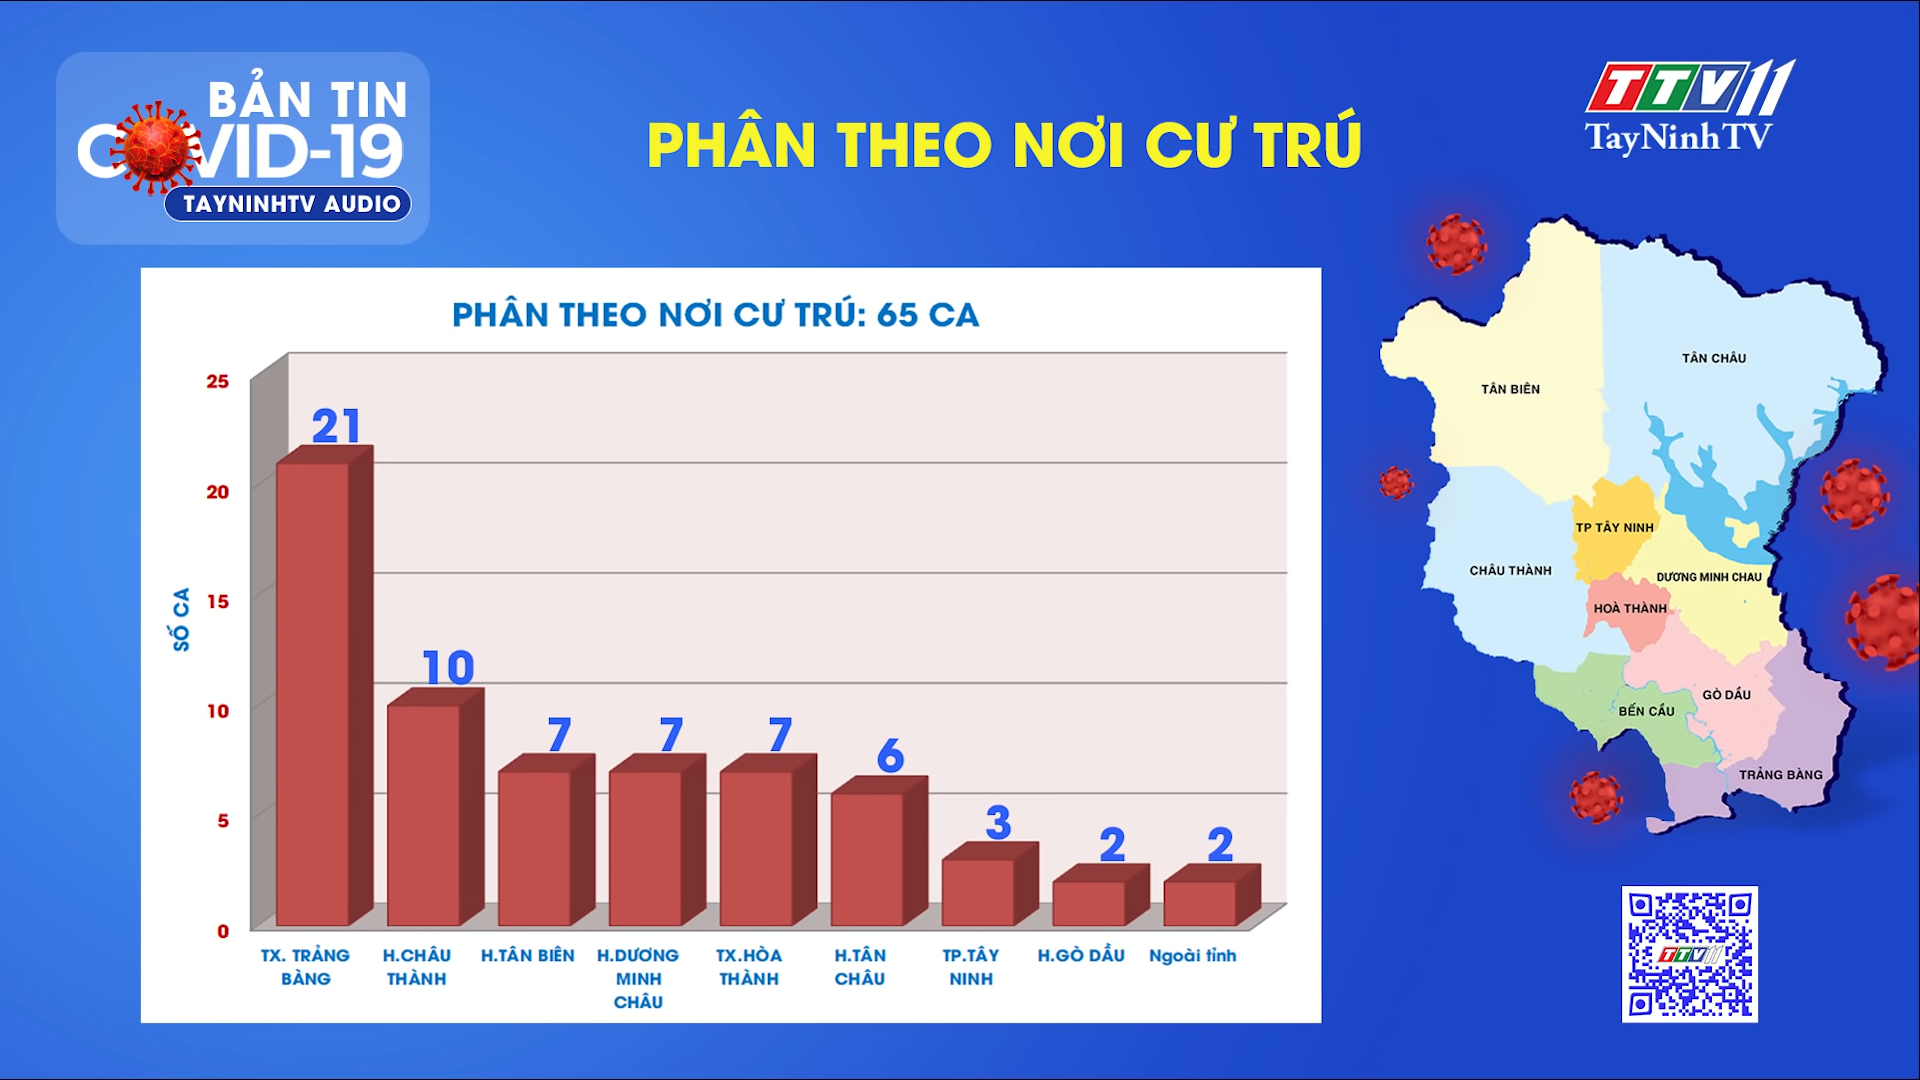 BẢN TIN
COVID-19
TAYNINHTV AUDIO
PHÂN THEO NƠI CƯ TRÚ
TTV11
TayNinhTV
PHÂN THEO NƠI CƯ TRÚ: 65 CA
SỐ CA
25
20
15
10
5
0
21
10
7
7
7
6
3
2
2
TX. TRẢNG
BÀNG
H.CHÂU
THÀNH
H.TÂN BIÊN
H.DƯƠNG
MINH
CHÂU
TX.HÒA
THÀNH
H.TÂN
CHÂU
TP.TÂY
NINH
H.GÒ DẦU
Ngoài tỉnh
TÂN BIÊN
TÂN CHÂU
TP TÂY NINH
CHÂU THÀNH
DƯƠNG MINH CHAU
HOÀ THÀNH
GÒ DẦU
BẾN CẦU
TRẢNG BÀNG
TTV11